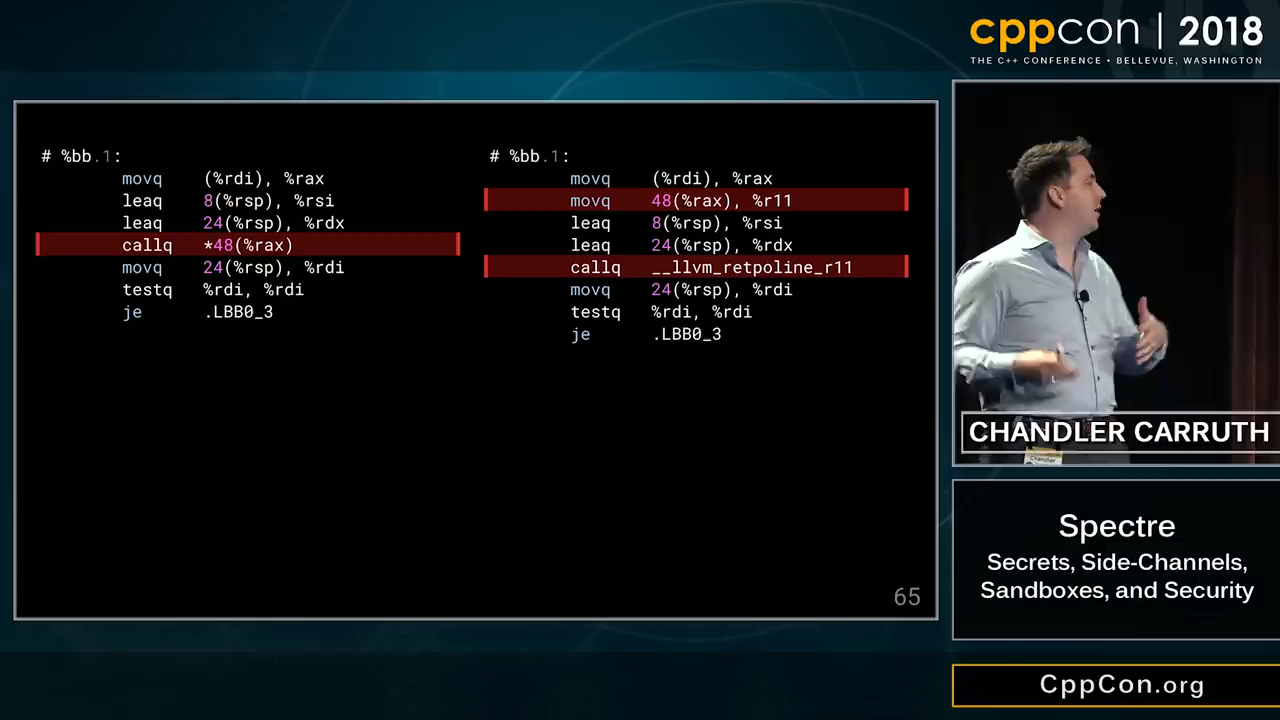 cppcon | 2018
THE C++ CONFERENCE • BELLEVUE, WASHINGTON
# %bb.1:
movq (%rdi), %rax
leaq 8(%rsp), %rsi
leaq 24(%rsp), %rdx
callq *48(%rax)
movq 24(%rsp), %rdi
testq %rdi, %rdi
je .LBB0_3
# %bb.1:
movq (%rdi), %rax
movq 48(%rax), %r11
leaq 8(%rsp), %rsi
leaq 24(%rsp), %rdx
callq __llvm_retpoline_r11
movq 24(%rsp), %rdi
testq %rdi, %rdi
je .LBB0_3
65
Chandler
CHANDLER CARRUTH
Spectre
Secrets, Side-Channels,
Sandboxes, and Security
CppCon.org